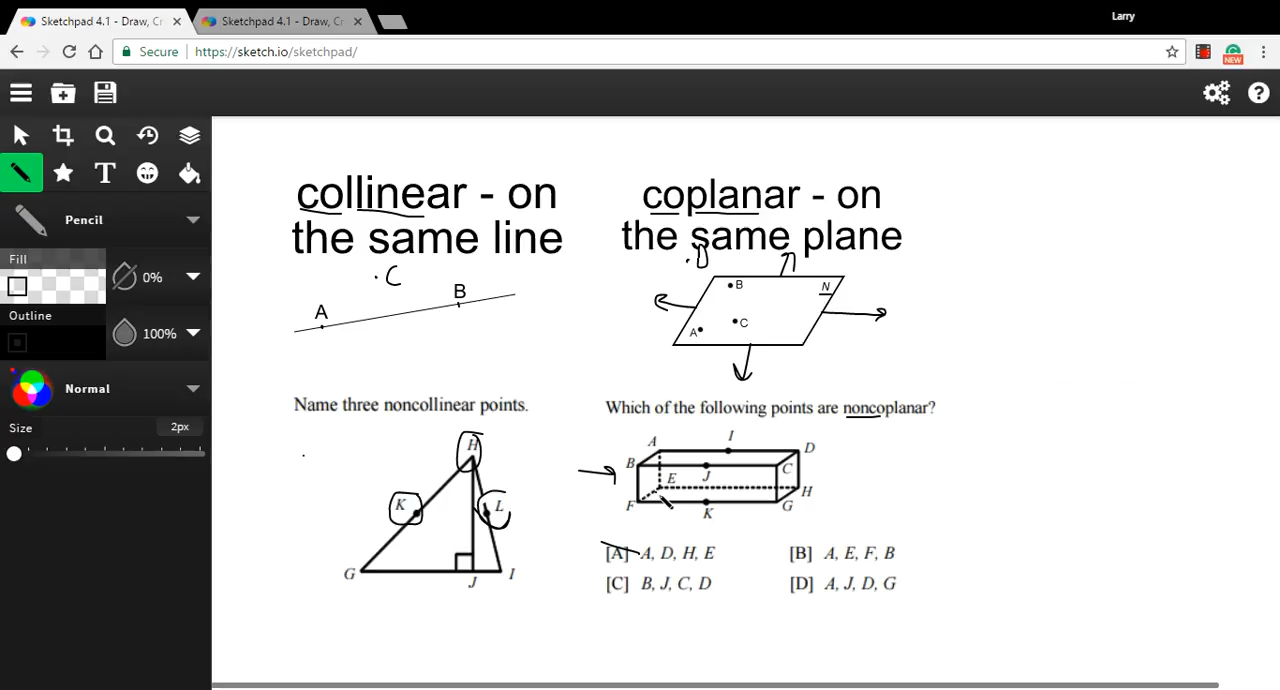 Larry
Sketchpad 4.1 - Draw, Cr
Sketchpad 4.1 - Draw, Cr
Secure
https://sketch.io/sketchpad/
NEW
Pencil
Fill
0%
Outline
100%
Normal
Size
2px
collinear - on
the same line
C
A
B
coplanar - on
the same plane
D
B
N
C
A
Name three noncollinear points.
H
K
L
G
J
I
Which of the following points are noncoplanar?
A
I
D
B
J
C
E
H
F
K
G
[A] A, D, H, E
[B] A, E, F, B
[C] B, J, C, D
[D] A, J, D, G